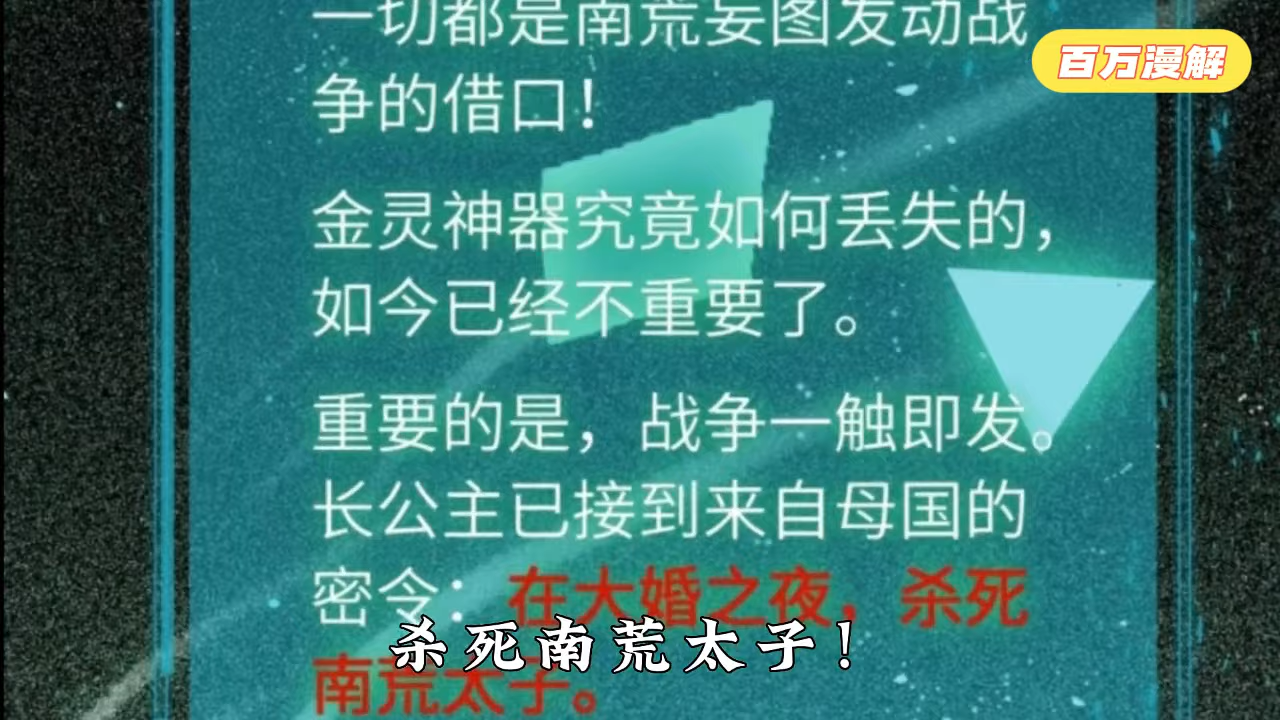 一切都是南荒妄图发动战
百万漫解
争的借口！
金灵神器究竟如何丢失的，
如今已经不重要了。
重要的是，战争一触即发。
长公主已接到来自母国的
密令：在大婚之夜，杀死
杀死南荒太子！
南荒太子。